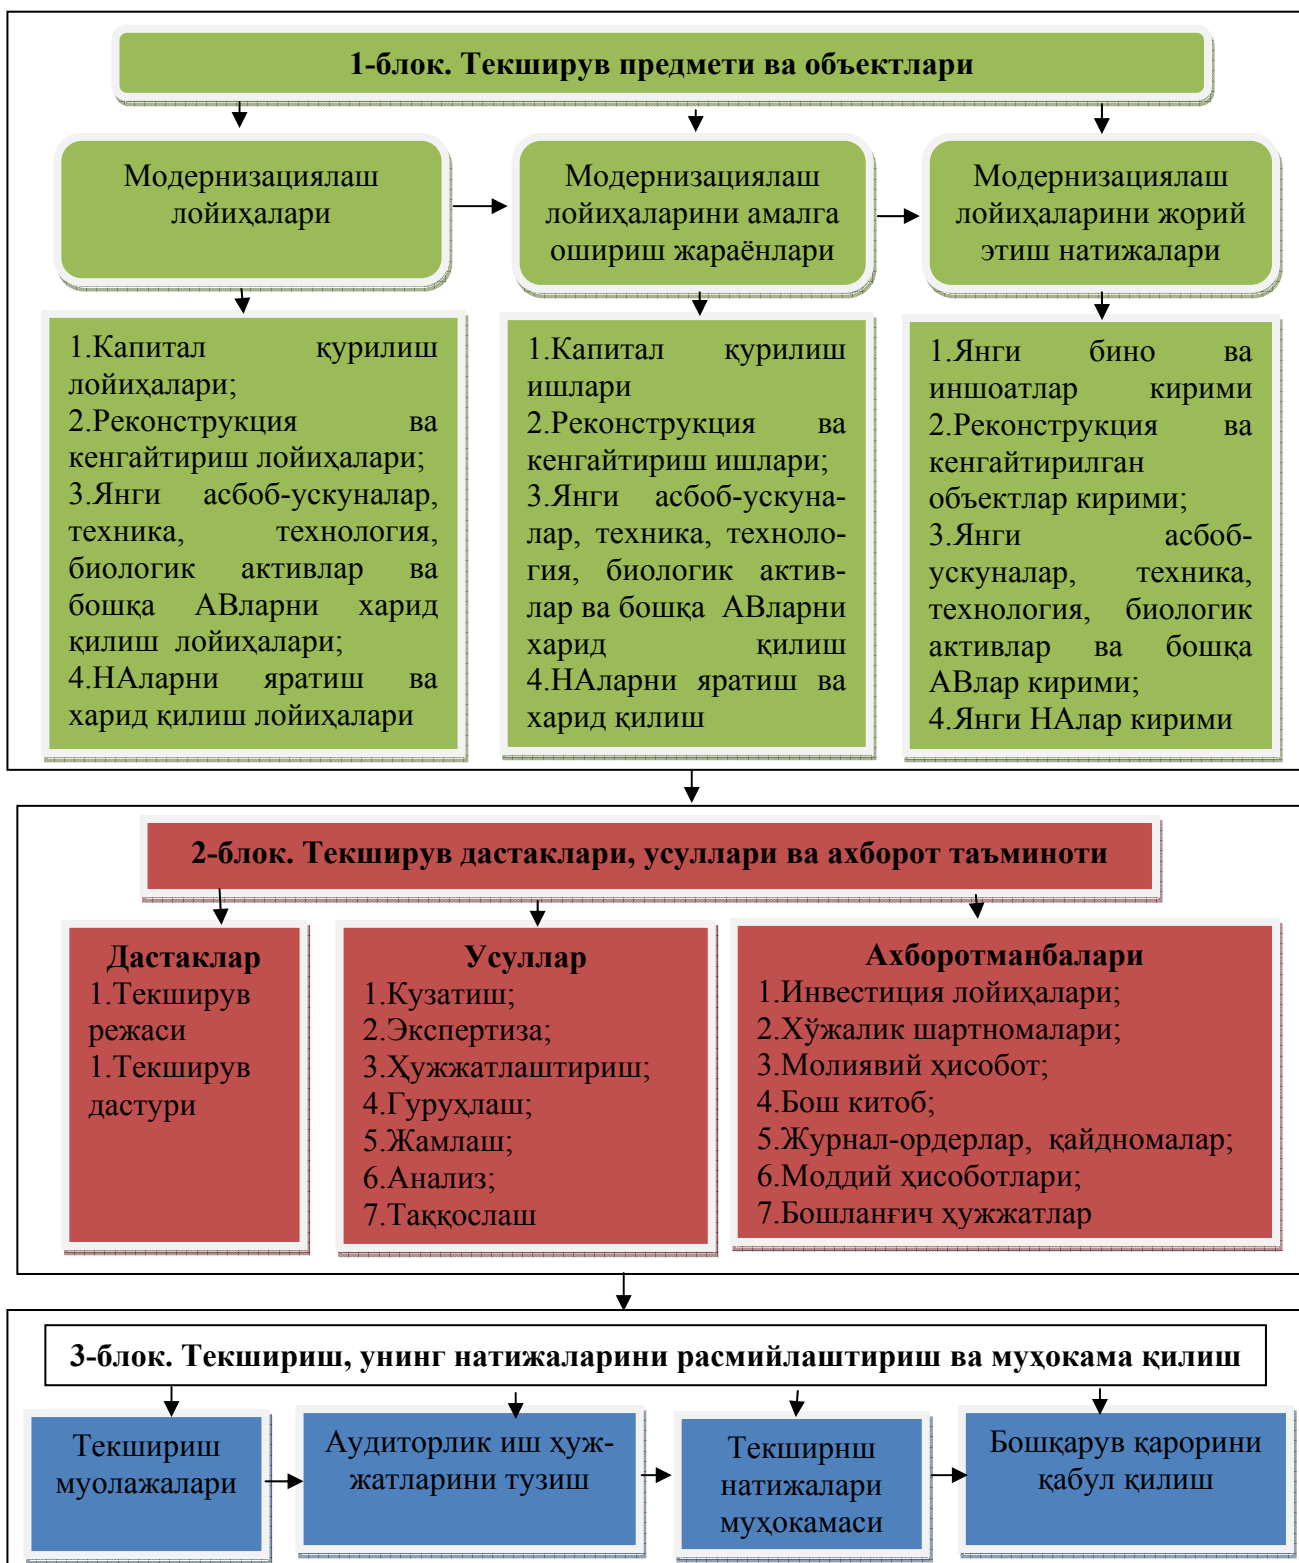 1-блок. Текширув предмети ва объектлари
Модернизациялаш
лойиҳалари
Модернизациялаш
лойиҳаларини амалга
ошириш жараёнлари
Модернизациялаш
лойиҳаларини жорий
этиш натижалари
1.Капитал қурилиш
лойиҳалари;
2.Реконструкция ва
кенгайтириш лойиҳалари;
3.Янги асбоб-ускуналар,
техника, технология,
биологик активлар ва
бошқа АВларни харид
қилиш лойиҳалари;
4.НАларни яратиш ва
харид қилиш лойиҳалари
1.Капитал қурилиш
ишлари
2.Реконструкция ва
кенгайтириш ишлари;
3.Янги асбоб-ускуна-
лар, техника, техноло-
гия, биологик актив-
лар ва бошқа АВларни
харид қилиш
4.НАларни яратиш ва
харид қилиш
1.Янги бино ва
иншоатлар кирими
2.Реконструкция ва
кенгайтирилган
объектлар кирими;
3.Янги асбоб-
ускуналар, техника,
технология, биологик
активлар ва бошқа
АВлар кирими;
4.Янги НАлар кирими
2-блок. Текширув дастаклари, усуллари ва ахборот таъминоти
Дастаклар
1.Текширув
режаси
1.Текширув
дастури
Усуллар
1.Кузатиш;
2.Экспертиза;
3.Ҳужжатлаштириш;
4.Гуруҳлаш;
5.Жамлаш;
6.Анализ;
7.Таққослаш
Ахборотманбалари
1.Инвестиция лойиҳалари;
2.Хўжалик шартномалари;
3.Молиявий ҳисобот;
4.Бош китоб;
5.Журнал-ордерлар, қайдномалар;
6.Моддий ҳисоботлари;
7.Бошланғич ҳужжатлар
3-блок. Текшириш, унинг натижаларини расмийлаштириш ва муҳокама қилиш
Текшириш
муолажалари
Аудиторлик иш ҳуж-
жатларини тузиш
Текширнш
натижалари
муҳокамаси
Бошқарув қарорини
қабул қилиш